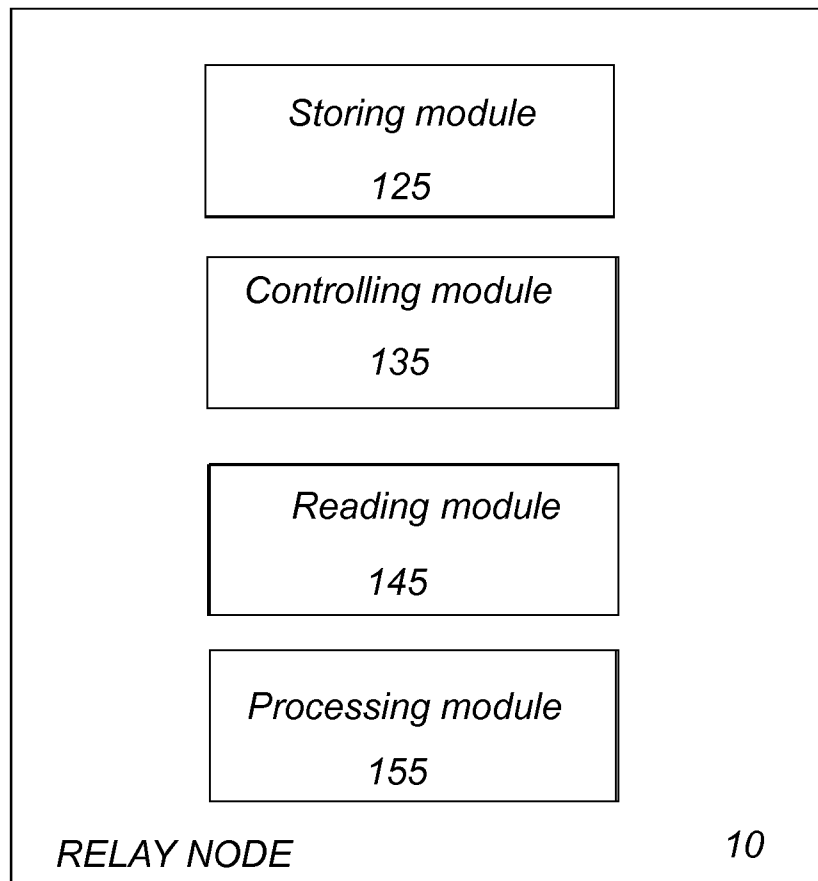 Storing module
125
Controlling module
135
Reading module
145
Processing module
155
RELAY NODE 10